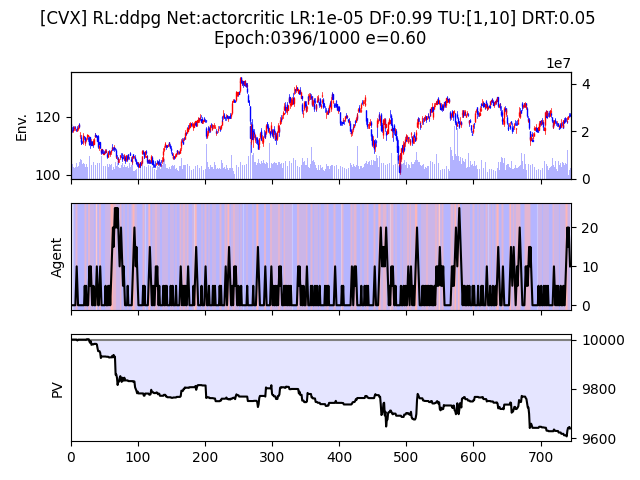 [CVX] RL:ddpg Net:actorcritic LR:1e-05 DF:0.99 TU:[1,10] DRT:0.05
Epoch:0396/1000 e=0.60
1e7
Env.
120
100
4
2
0
Agent
20
10
0
PV
10000
9800
9600
0 100 200 300 400 500 600 700